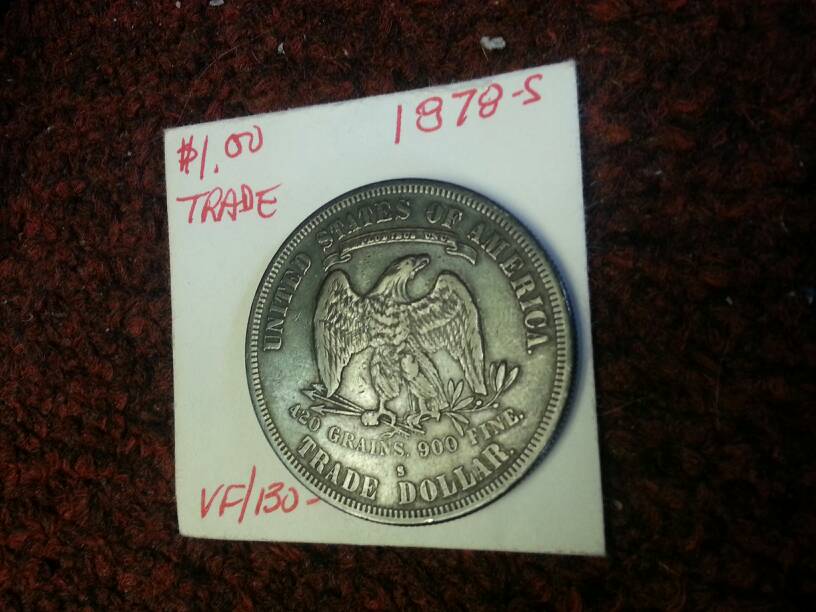 $1.00
TRADE
1878-S
UNITED STATES OF AMERICA.
420 GRAINS, 900 FINE.
S
TRADE DOLLAR.
VF/130-